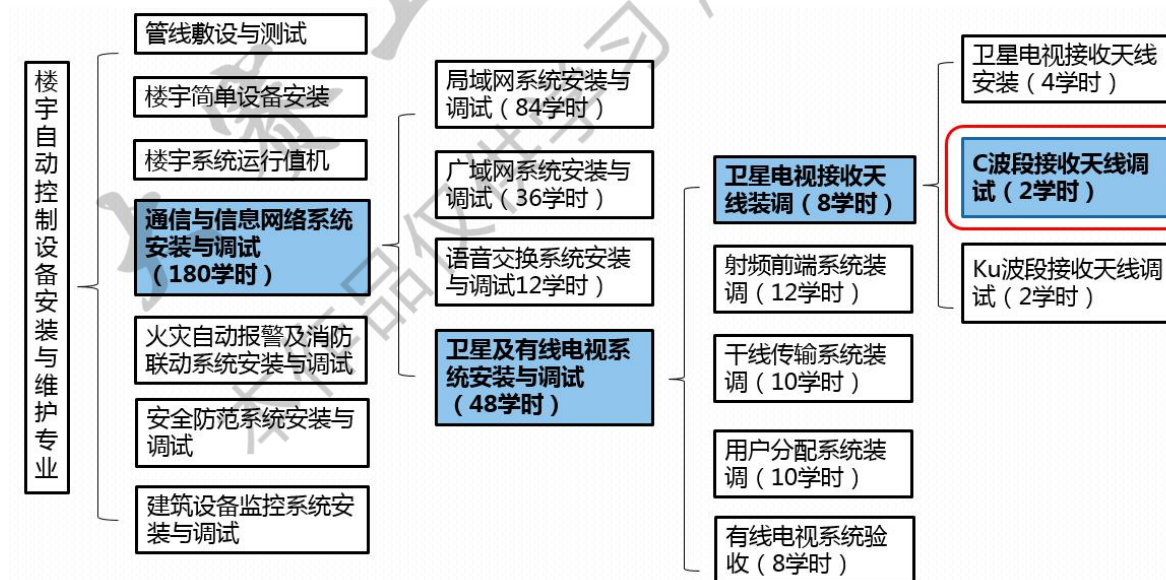 楼宇自动控制设备安装与维护专业
管线敷设与测试
楼宇简单设备安装
楼宇系统运行值机
通信与信息网络系统
安装与调试
（180学时）
火灾自动报警及消防
联动系统安装与调试
安全防范系统安装与
调试
建筑设备监控系统安
装与调试
局域网系统安装与
调试（84学时）
广域网系统安装与
调试（36学时）
语音交换系统安装
与调试12学时）
卫星及有线电视系
统安装与调试
（48学时）
卫星电视接收天
线装调（8学时）
射频前端系统装
调（12学时）
干线传输系统装
调（10学时）
用户分配系统装
调（10学时）
有线电视系统验
收（8学时）
卫星电视接收天线
安装（4学时）
C波段接收天线调
试（2学时）
Ku波段接收天线调
试（2学时）
本作品仅供学习